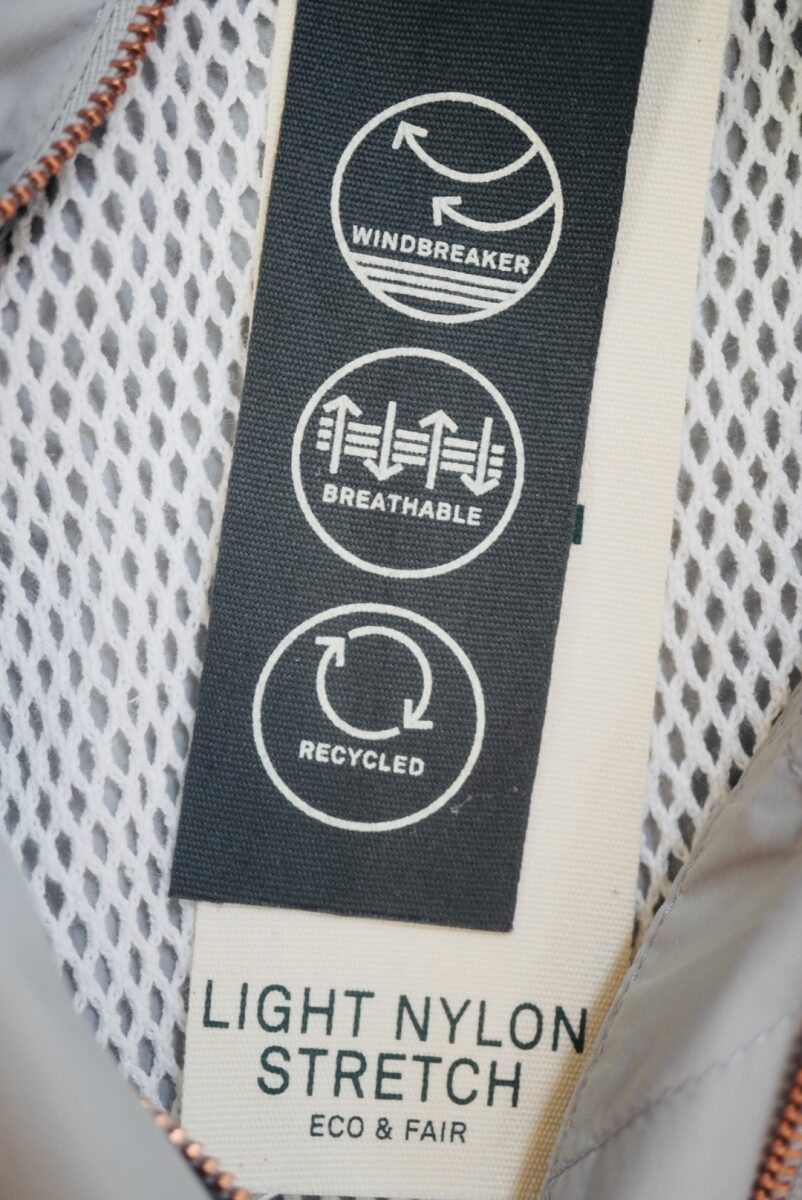 WINDBREAKER
BREATHABLE
RECYCLED
LIGHT NYLON
STRETCH
ECO & FAIR